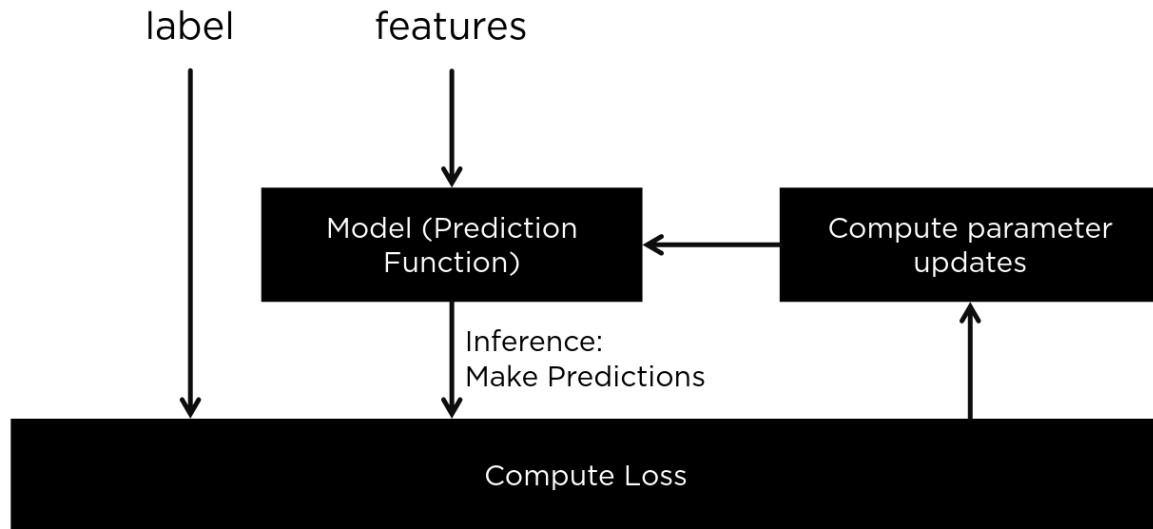 label
features
Model (Prediction
Function)
Compute parameter
updates
Inference:
Make Predictions
Compute Loss